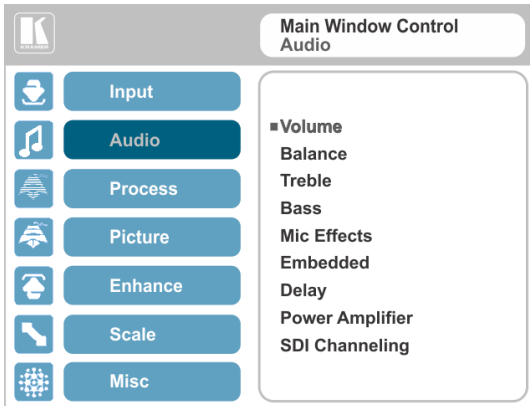 KRAMER
Main Window Control
Audio
Input
Audio
Process
Picture
Enhance
Scale
Misc
Volume
Balance
Treble
Bass
Mic Effects
Embedded
Delay
Power Amplifier
SDI Channeling